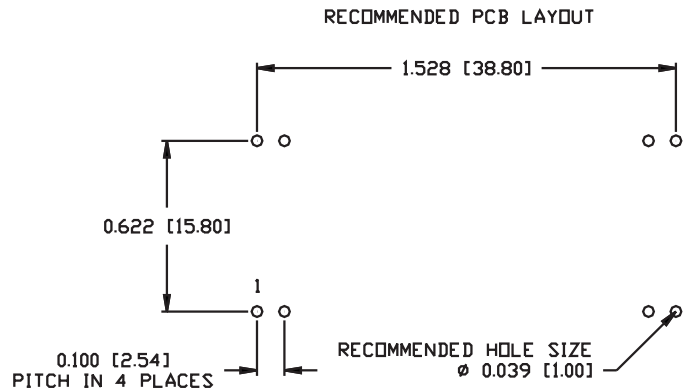 RECOMMENDED PCB LAYOUT
1.528 [38.80]
0.622 [15.80]
1
0.100 [2.54]
PITCH IN 4 PLACES
RECOMMENDED HOLE SIZE
ø 0.039 [1.00]